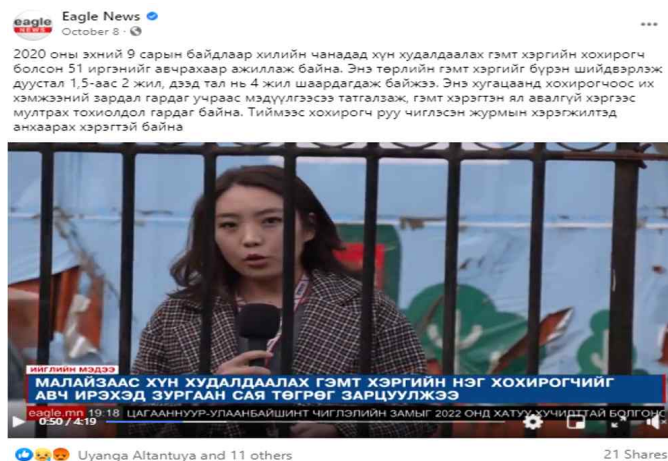 eagle
NEWS
Eagle News
October 8
2020 оны эхний 9 сарын байдлаар хилийн чанадад хүн худалдаалах гэмт хэргийн хохирогч
болсон 51 иргэнийг авчрахаар ажиллаж байна. Энэ төрлийн гэмт хэргийг бүрэн шийдвэрлэж
дуустал 1,5-аас 2 жил, дээд тал нь 4 жил шаардагдаж байжээ. Энэ хугацаанд хохирогчоос их
хэмжээний зардал гардаг учраас мэдүүлгээсээ татгалзаж, гэмт хэрэгтэн ял авалгүй хэргээс
мултрах тохиолдол гардаг байна. Тиймээс хохирогч руу чиглэсэн журмын хэрэгжилтэд
анхаарах хэрэгтэй байна
ИЙГЛИЙН МЭДЭЭ
МАЛАЙЗААС ХҮН ХУДАЛДААЛАХ ГЭМТ ХЭРГИЙН НЭГ ХОХИРОГЧИЙГ
АВЧ ИРЭХЭД ЗУРГААН САЯ ТӨГРӨГ ЗАРЦУУЛЖЭЭ
eagle.mn 19:18 ЦАГААННУУР-УЛААНБАЙШИНТ ЧИГЛЭЛИЙН ЗАМЫГ 2022 ОНД ХАТУУ ХУЧИЛТТАЙ БОЛГОНО
0:50 / 4:19
Uyanga Altantuya and 11 others
21 Shares